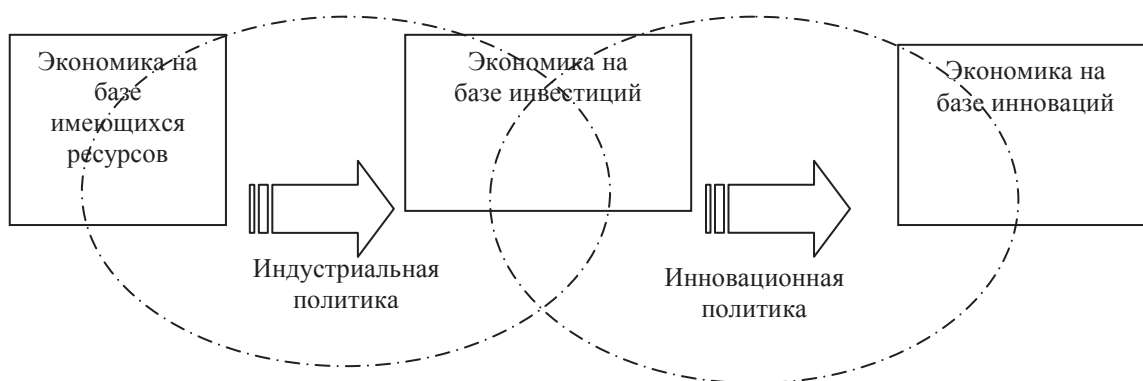 Экономика на
базе
имеющихся
ресурсов
Экономика на
базе инвестиций
Экономика на
базе инноваций
Индустриальная
политика
Инновационная
политика